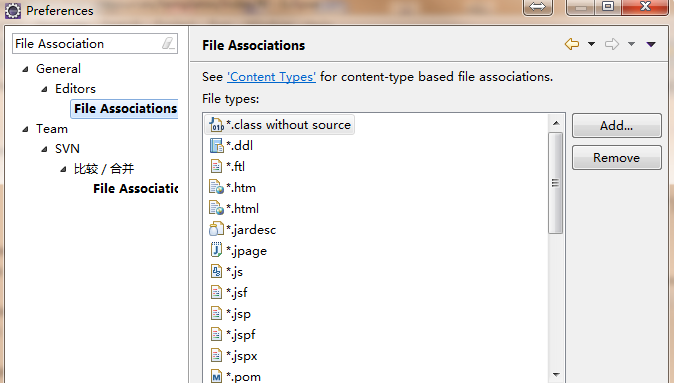 Preferences
File Association
General
Editors
File Associations
Team
SVN
比较 / 合并
File Associatic
File Associations
See 'Content Types' for content-type based file associations.
File types:
*.class without source
*.ddl
*.ftl
*.htm
*.html
*.jardesc
*.jpage
*.js
*.jsf
*.jsp
*.jspf
*.jspx
*.pom
Add...
Remove